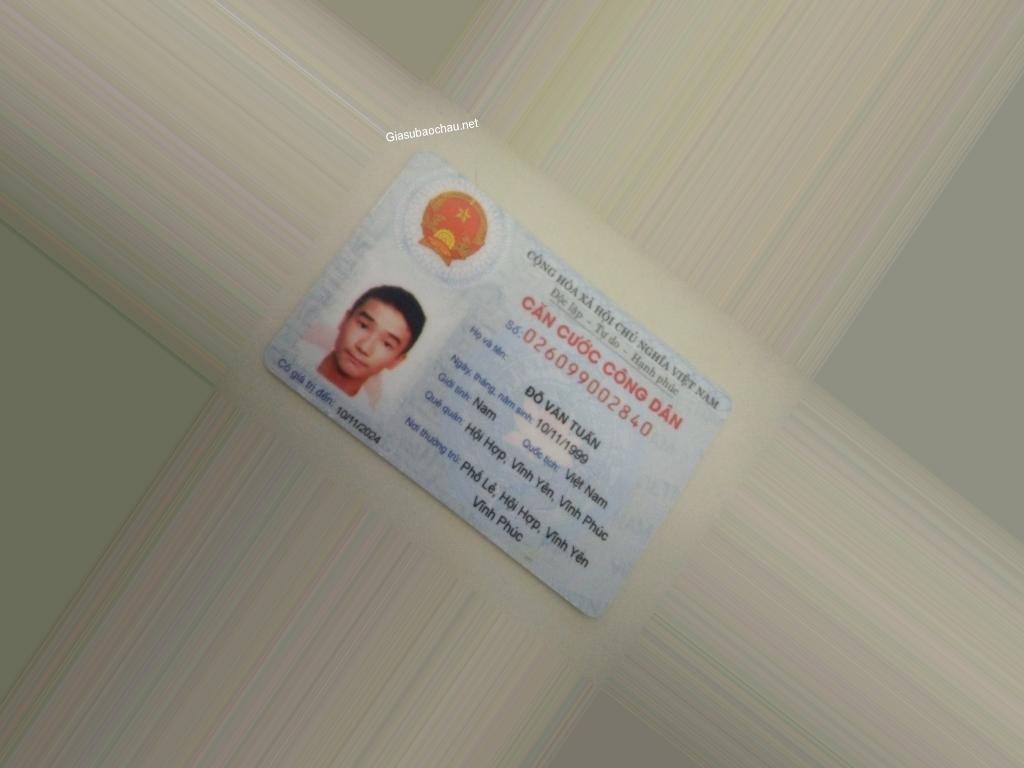 Giasubaochau.net
CỘNG HÒA XÃ HỘI CHỦ NGHĨA VIỆT NAM
Độc lập - Tự do - Hạnh phúc
CĂN CƯỚC CÔNG DÂN
Số: 026099002840
Họ và tên:
ĐỖ VĂN TUẤN
Ngày, tháng, năm sinh: 10/11/1999
Giới tính: Nam Quốc tịch: Việt Nam
Quê quán: Hội Hợp, Vĩnh Yên, Vĩnh Phúc
Nơi thường trú: Phố Lẻ, Hội Hợp, Vĩnh Yên
Vĩnh Phúc
Có giá trị đến: 10/11/2024